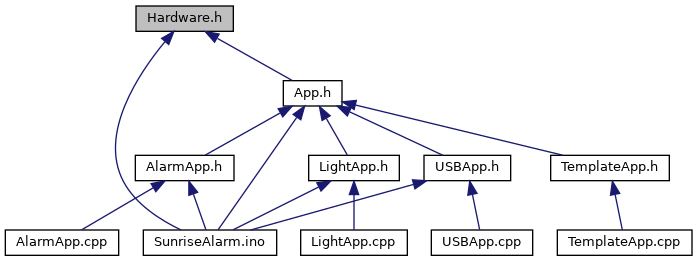 Hardware.h
App.h
AlarmApp.h
LightApp.h
USBApp.h
TemplateApp.h
AlarmApp.cpp
SunriseAlarm.ino
LightApp.cpp
USBApp.cpp
TemplateApp.cpp